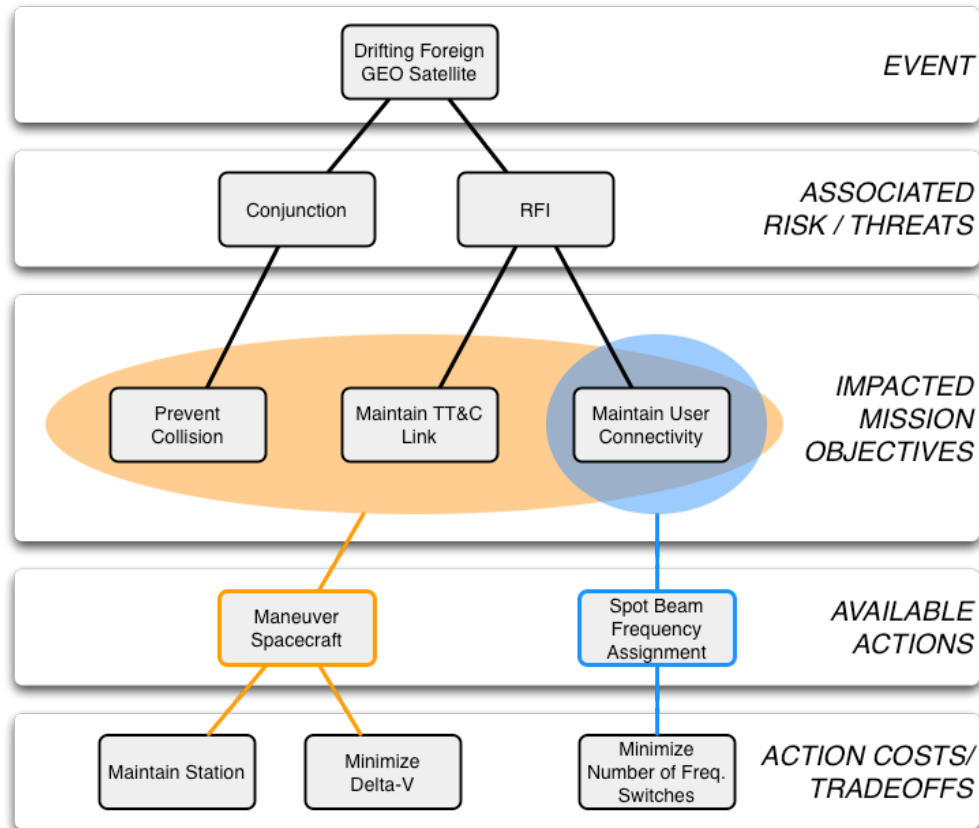 Drifting Foreign
GEO Satellite
EVENT
Conjunction
RFI
ASSOCIATED
RISK / THREATS
Prevent
Collision
Maintain TT&C
Link
Maintain User
Connectivity
IMPACTED
MISSION
OBJECTIVES
Maneuver
Spacecraft
Spot Beam
Frequency
Assignment
AVAILABLE
ACTIONS
Maintain Station
Minimize
Delta-V
Minimize
Number of Freq.
Switches
ACTION COSTS/
TRADEOFFS